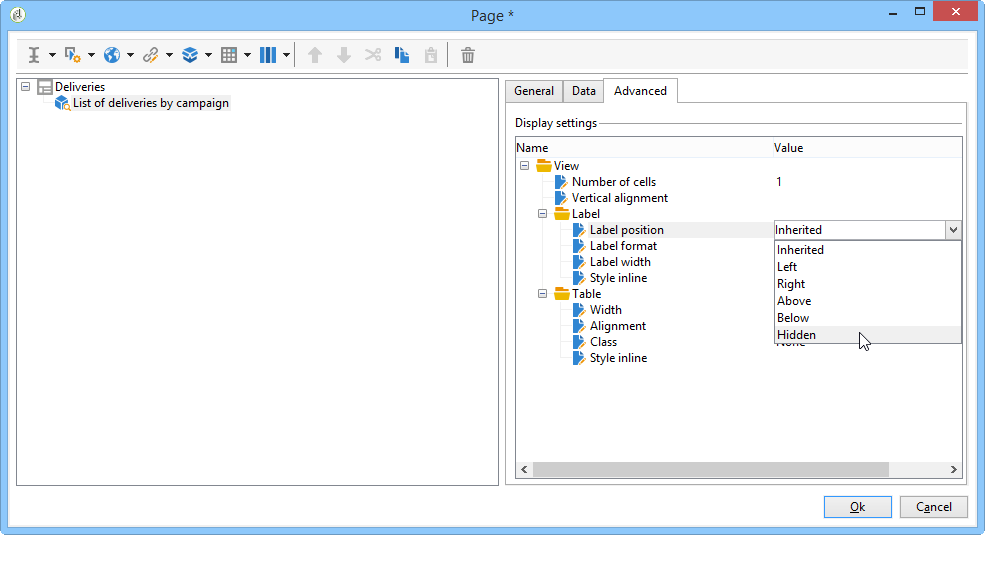 Page *
Deliveries
List of deliveries by campaign
General Data Advanced
Display settings
Name Value
View
Number of cells 1
Vertical alignment
Label
Label position Inherited
Label format
Label width
Style inline
Table
Width
Alignment
Class None
Style inline
Inherited
Left
Right
Above
Below
Hidden
Ok Cancel